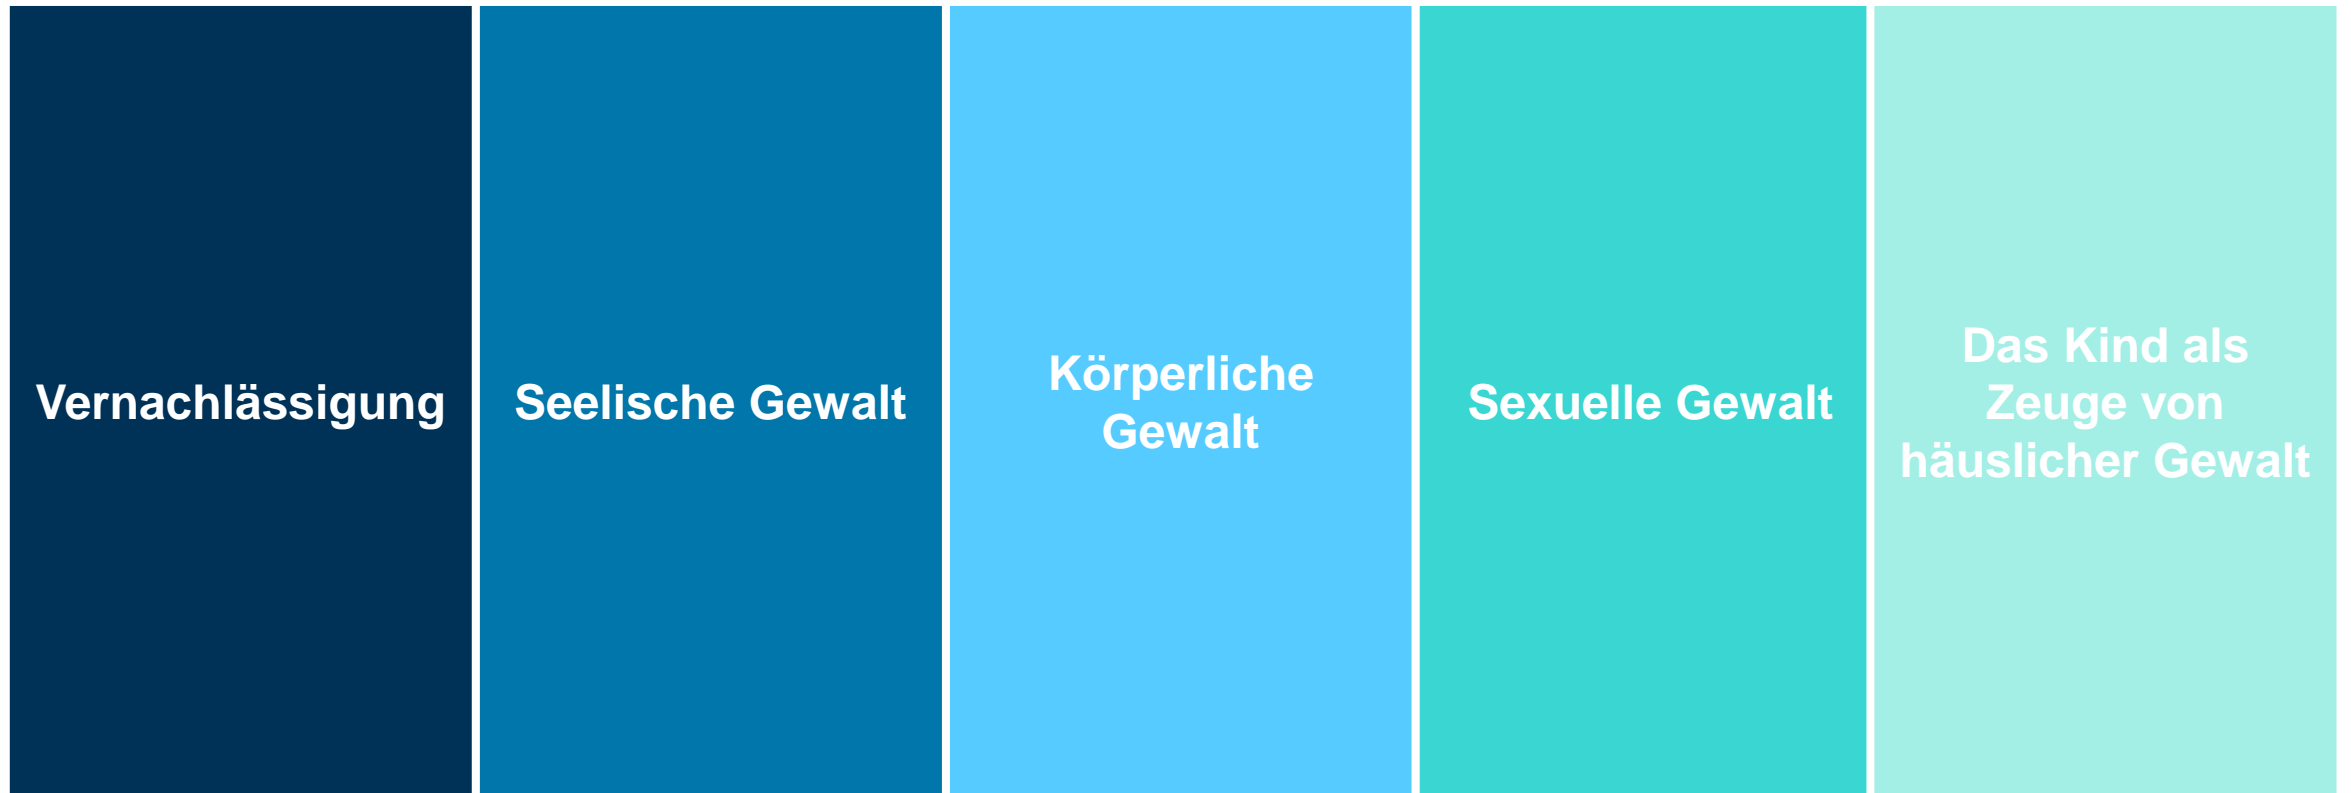 Vernachlässigung
Seelische Gewalt
Körperliche
Gewalt
Sexuelle Gewalt
Das Kind als
Zeuge von
häuslicher Gewalt